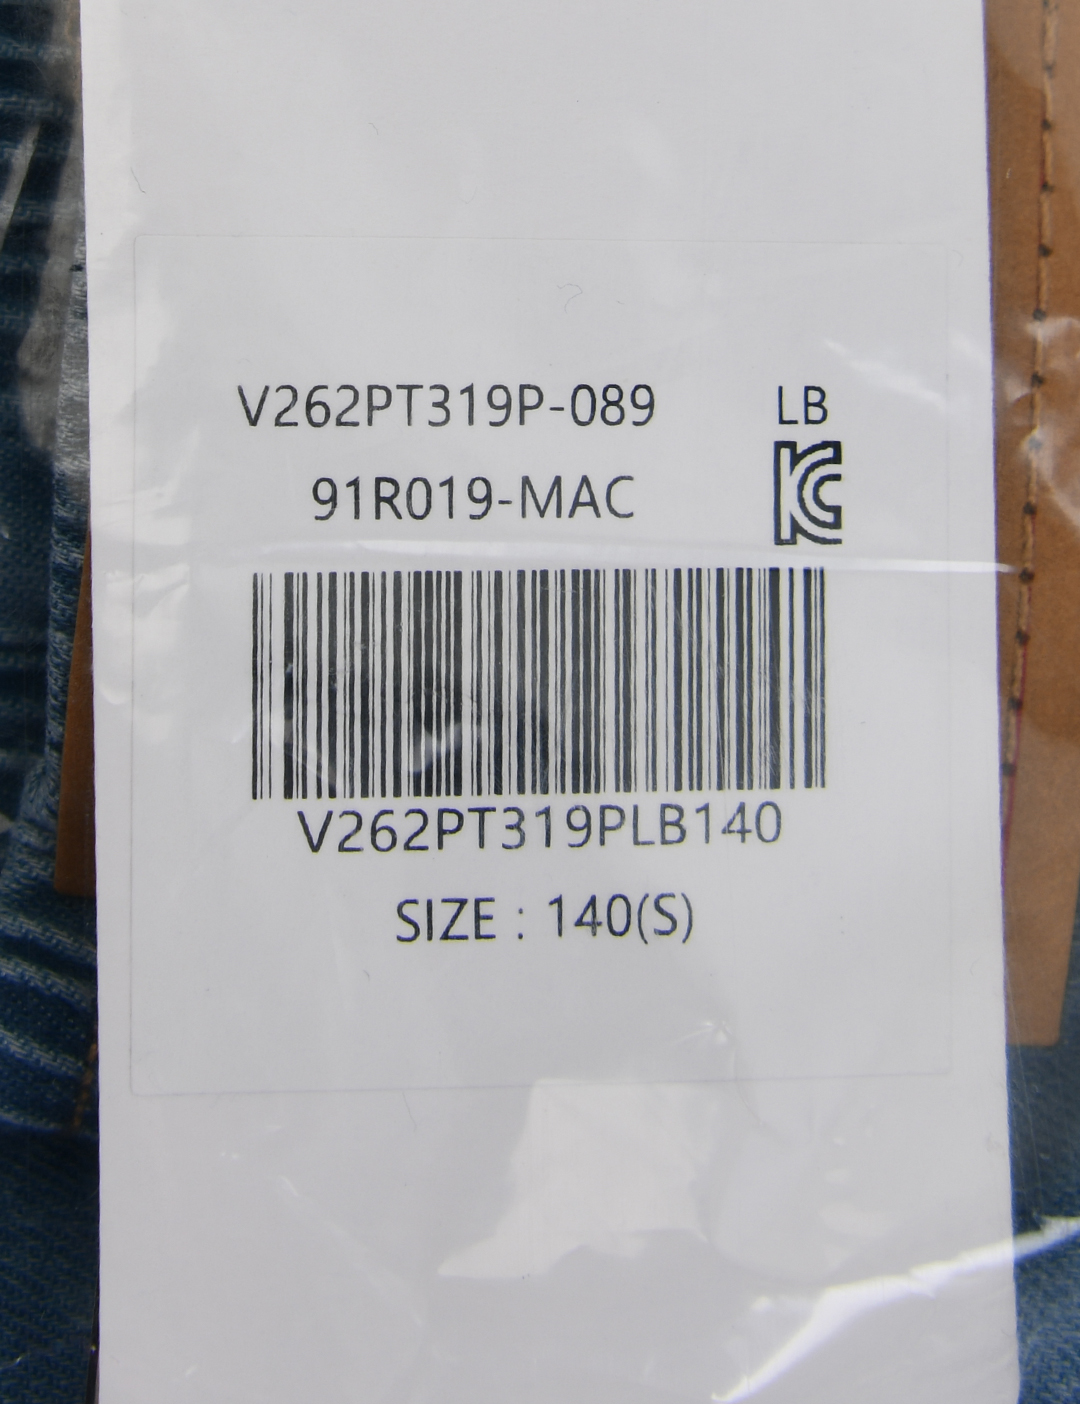 V262PT319P-089 LB
91R019-MAC
V262PT319PLB140
SIZE : 140(S)